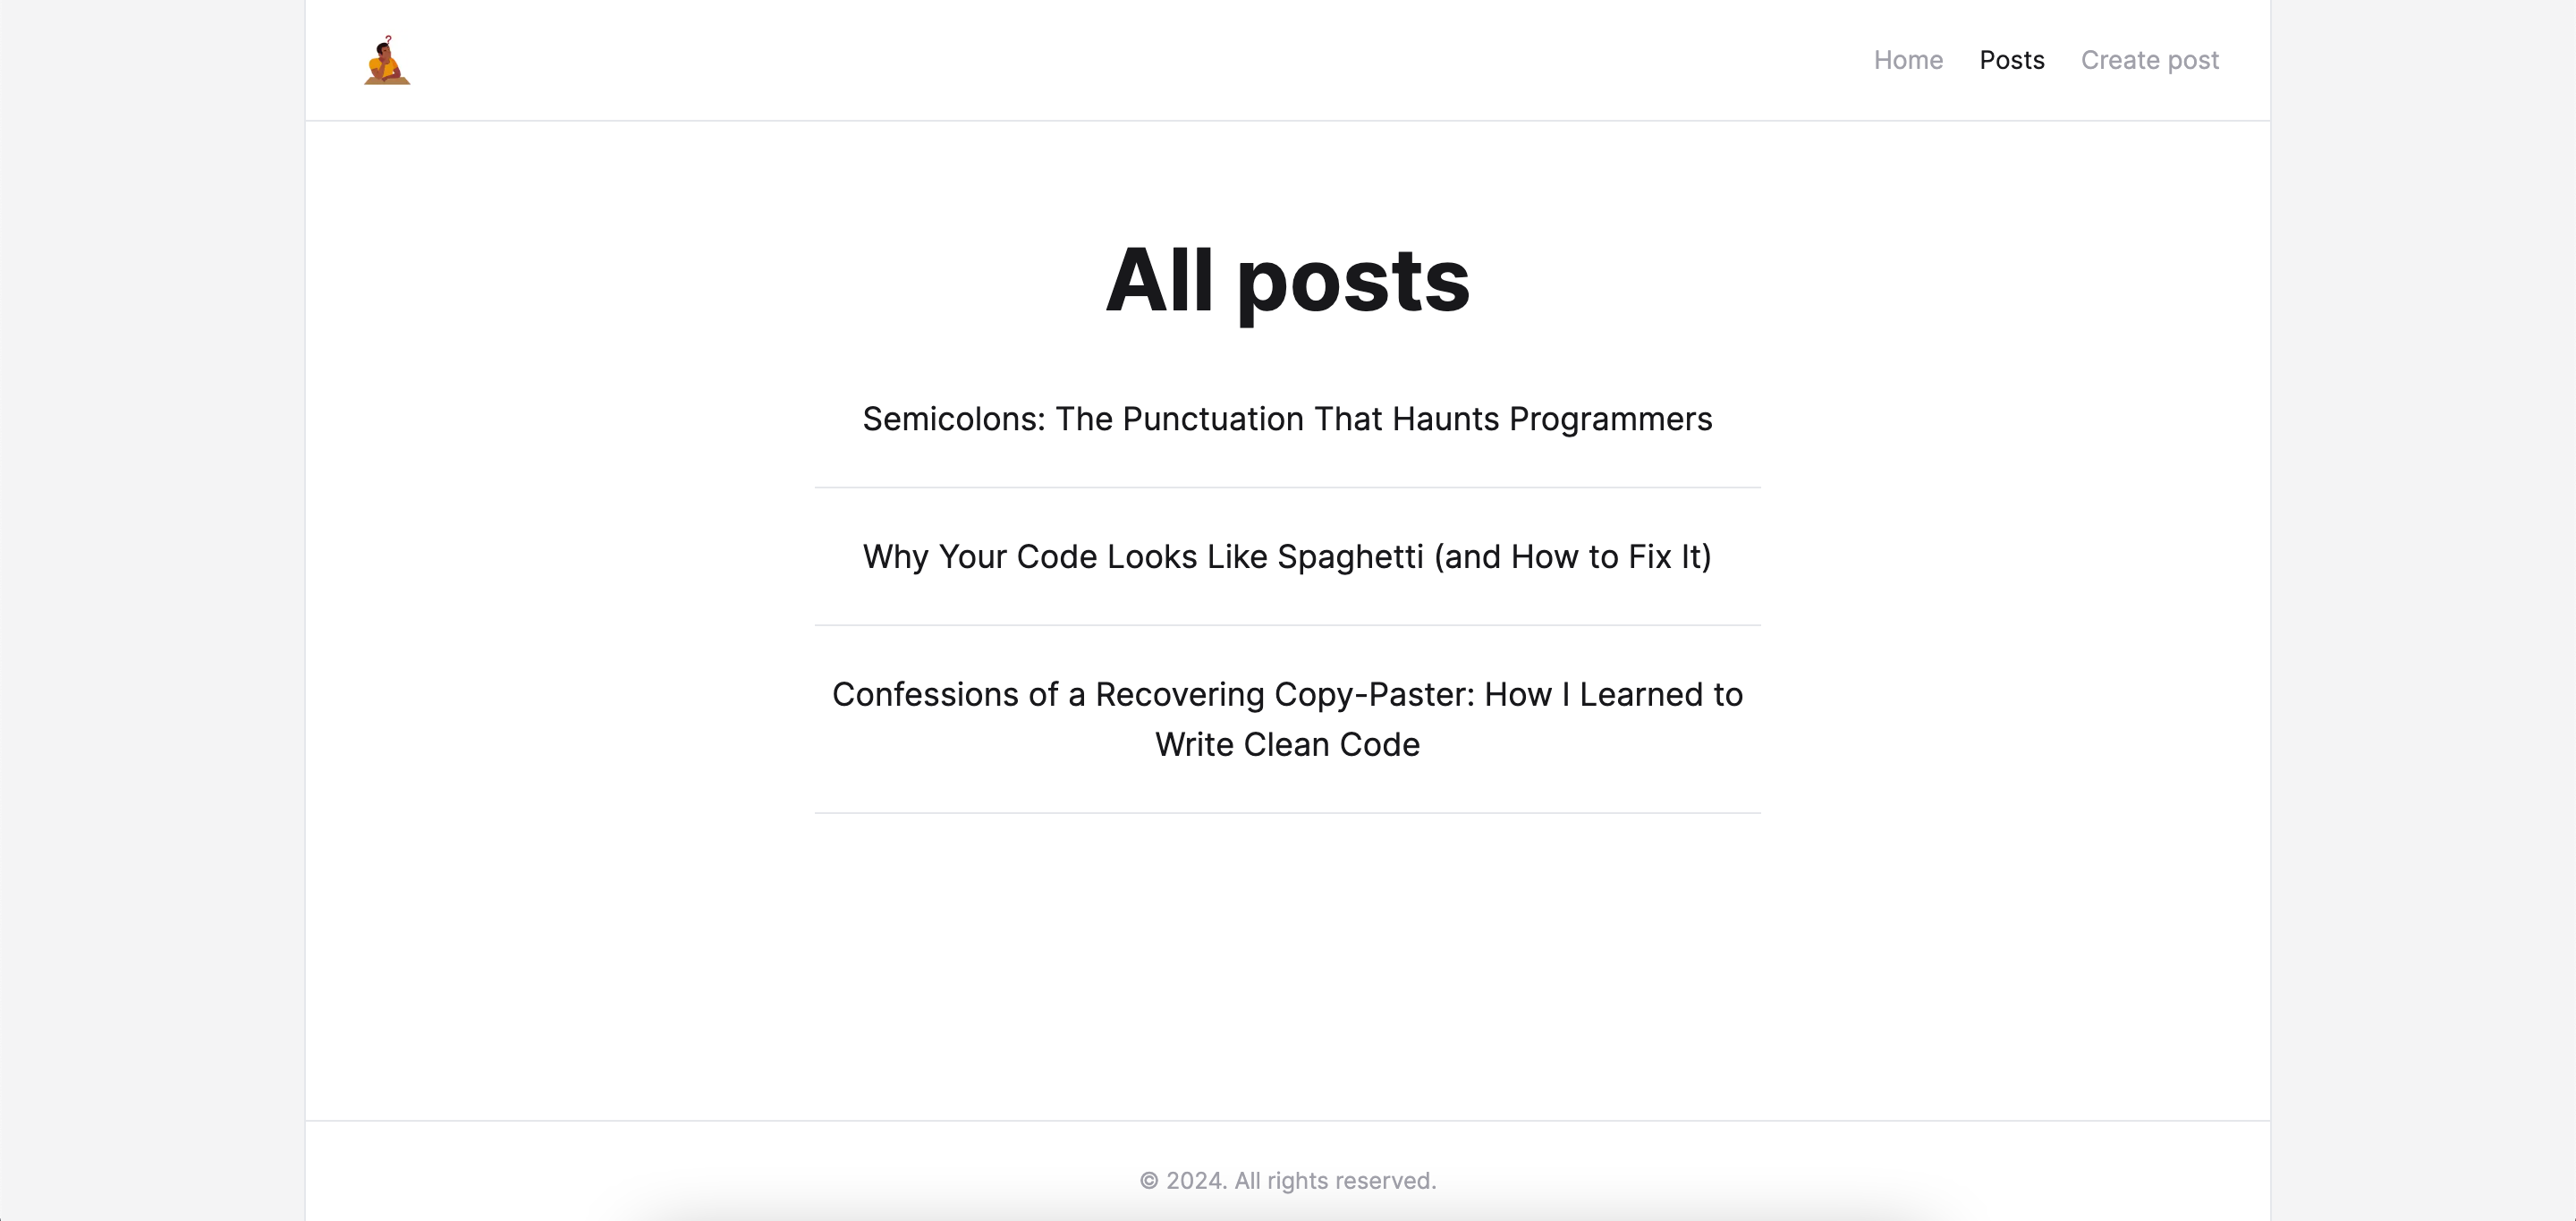 Home Posts Create post
All posts
Semicolons: The Punctuation That Haunts Programmers
Why Your Code Looks Like Spaghetti (and How to Fix It)
Confessions of a Recovering Copy-Paster: How I Learned to
Write Clean Code
© 2024. All rights reserved.